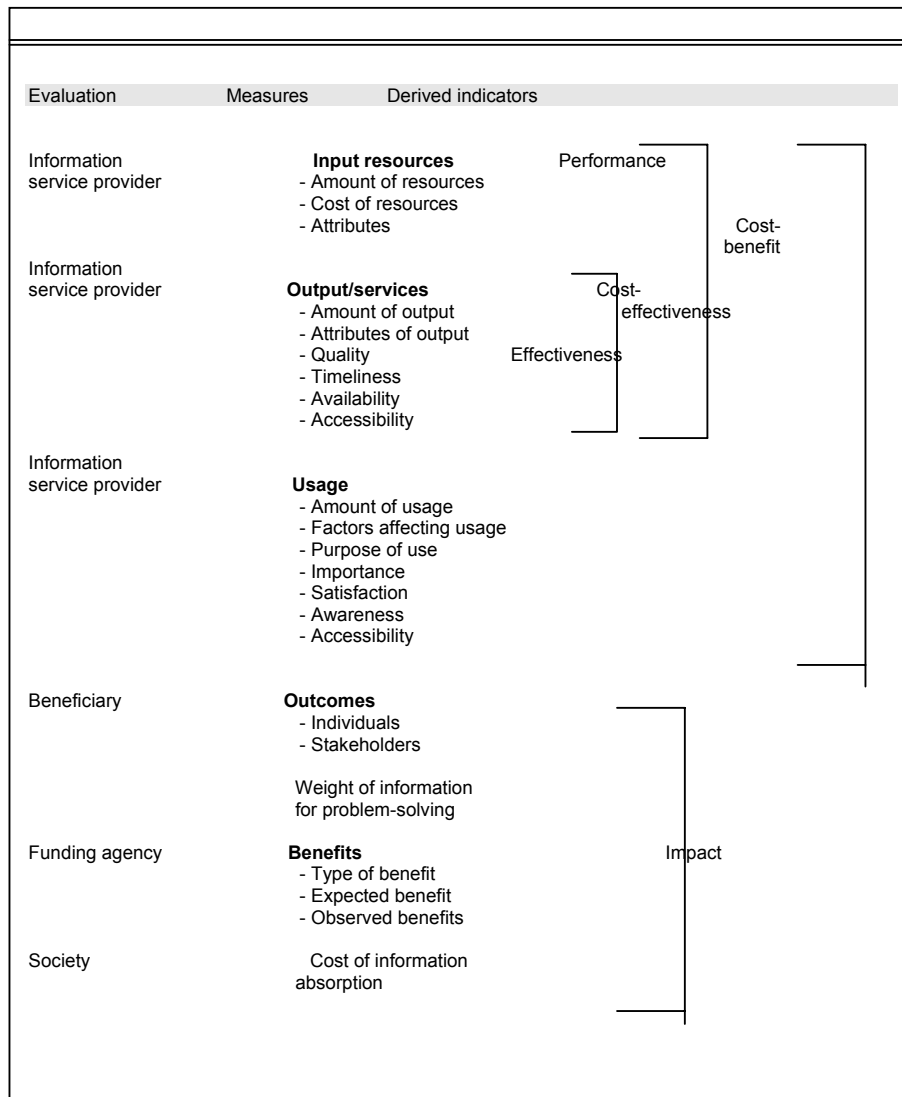 Evaluation Measures Derived indicators
Information Input resources Performance
service provider - Amount of resources
- Cost of resources
- Attributes Cost-
benefit
Information
service provider Output/services Cost-
- Amount of output effectiveness
- Attributes of output
- Quality Effectiveness
- Timeliness
- Availability
- Accessibility
Information
service provider Usage
- Amount of usage
- Factors affecting usage
- Purpose of use
- Importance
- Satisfaction
- Awareness
- Accessibility
Beneficiary Outcomes
- Individuals
- Stakeholders
Weight of information
for problem-solving
Funding agency Benefits Impact
- Type of benefit
- Expected benefit
- Observed benefits
Society Cost of information
absorption